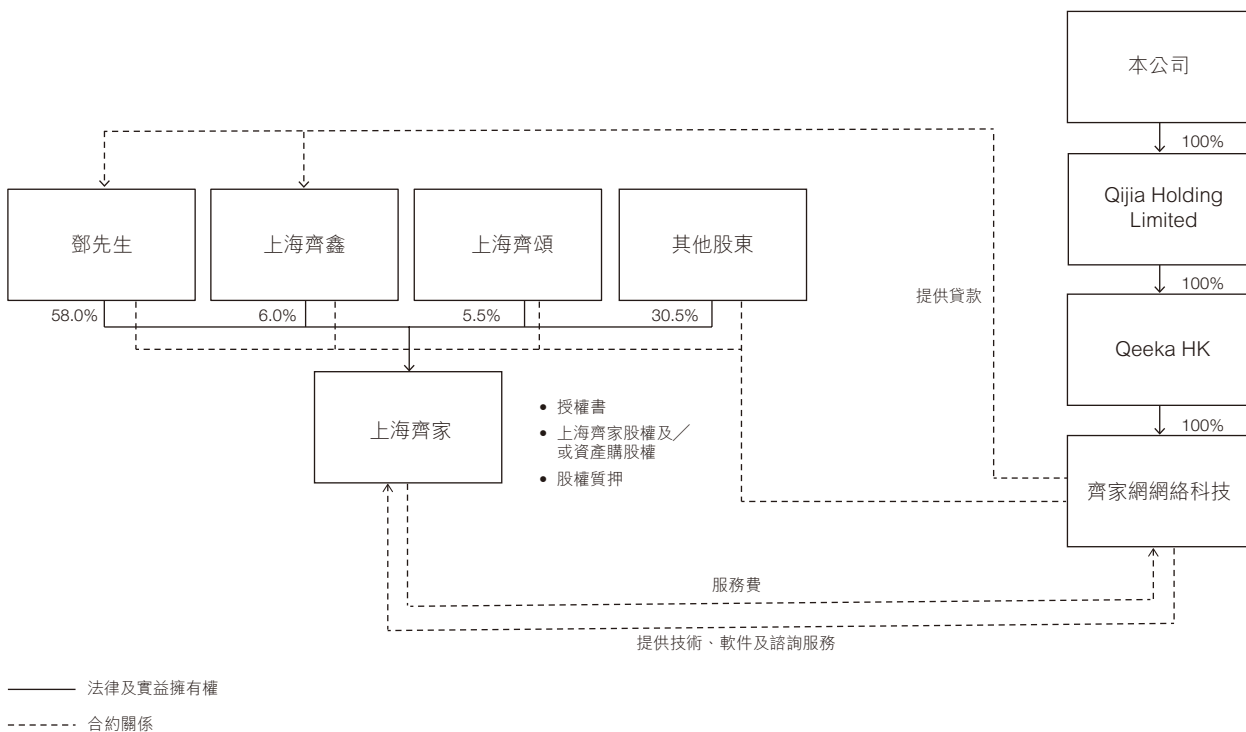 本公司
100%
Qijia Holding
Limited
鄧先生
上海齊鑫
上海齊頌
其他股東
提供貸款
100%
58.0%
6.0%
5.5%
30.5%
Qeeka HK
上海齊家
• 授權書
• 上海齊家股權及╱
或資產購股權
• 股權質押
100%
齊家網網絡科技
服務費
提供技術、軟件及諮詢服務
法律及實益擁有權
合約關係